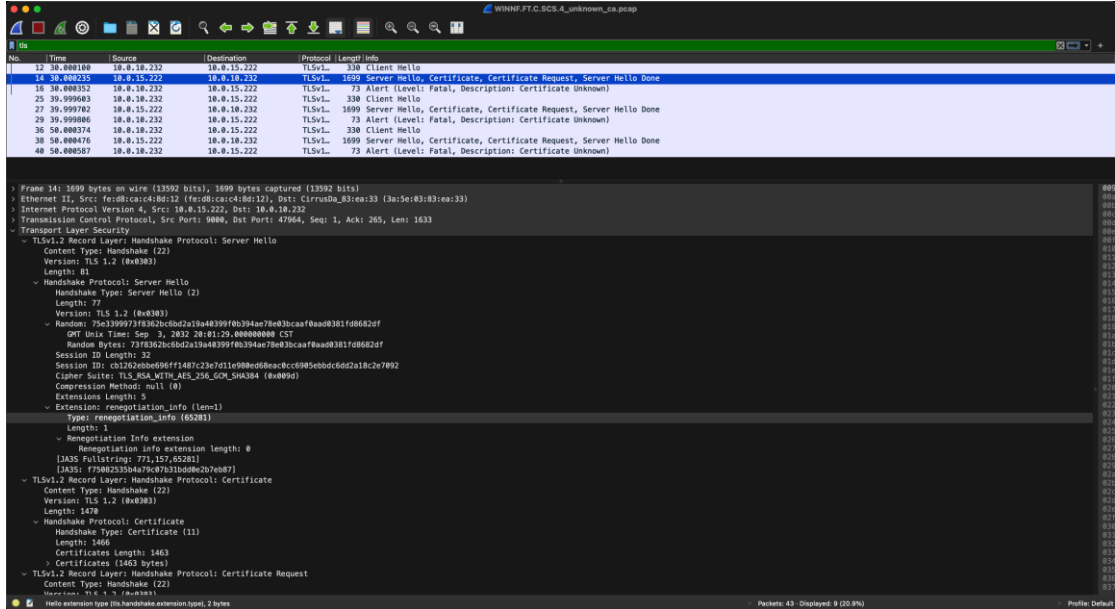 WINNF.FT.C.SCS.4_unknown_ca.pcap
tls
No. Time Source Destination Protocol Length Info
12 30.000100 10.0.10.232 10.0.15.222 TLSv1… 330 Client Hello
14 30.000235 10.0.15.222 10.0.10.232 TLSv1… 1699 Server Hello, Certificate, Certificate Request, Server Hello Done
16 30.000352 10.0.10.232 10.0.15.222 TLSv1… 73 Alert (Level: Fatal, Description: Certificate Unknown)
25 39.999603 10.0.10.232 10.0.15.222 TLSv1… 330 Client Hello
27 39.999702 10.0.15.222 10.0.10.232 TLSv1… 1699 Server Hello, Certificate, Certificate Request, Server Hello Done
29 39.999806 10.0.10.232 10.0.15.222 TLSv1… 73 Alert (Level: Fatal, Description: Certificate Unknown)
36 50.000374 10.0.10.232 10.0.15.222 TLSv1… 330 Client Hello
38 50.000476 10.0.15.222 10.0.10.232 TLSv1… 1699 Server Hello, Certificate, Certificate Request, Server Hello Done
40 50.000587 10.0.10.232 10.0.15.222 TLSv1… 73 Alert (Level: Fatal, Description: Certificate Unknown)
Frame 14: 1699 bytes on wire (13592 bits), 1699 bytes captured (13592 bits)
Ethernet II, Src: fe:d8:ca:c4:8d:12 (fe:d8:ca:c4:8d:12), Dst: CirrusDa_83:ea:33 (3a:5e:03:83:ea:33)
Internet Protocol Version 4, Src: 10.0.15.222, Dst: 10.0.10.232
Transmission Control Protocol, Src Port: 9000, Dst Port: 47964, Seq: 1, Ack: 265, Len: 1633
Transport Layer Security
TLSv1.2 Record Layer: Handshake Protocol: Server Hello
Content Type: Handshake (22)
Version: TLS 1.2 (0x0303)
Length: 81
Handshake Protocol: Server Hello
Handshake Type: Server Hello (2)
Length: 77
Version: TLS 1.2 (0x0303)
Random: 75e3399973f8362bc6bd2a19a40399f0b394ae78e03bcaaf0aad0381fd8682df
GMT Unix Time: Sep 3, 2032 20:01:29.000000000 CST
Random Bytes: 73f8362bc6bd2a19a40399f0b394ae78e03bcaaf0aad0381fd8682df
Session ID Length: 32
Session ID: cb1262ebbe696ff1487c23e7d11e980ed68eac0cc6905ebbdc6dd2a18c2e7092
Cipher Suite: TLS_RSA_WITH_AES_256_GCM_SHA384 (0x009d)
Compression Method: null (0)
Extensions Length: 5
Extension: renegotiation_info (len=1)
Type: renegotiation_info (65281)
Length: 1
Renegotiation Info extension
Renegotiation info extension length: 0
[JA3S Fullstring: 771,157,65281]
[JA3S: f75082535b4a79c07b31bdd0e2b7eb87]
TLSv1.2 Record Layer: Handshake Protocol: Certificate
Content Type: Handshake (22)
Version: TLS 1.2 (0x0303)
Length: 1470
Handshake Protocol: Certificate
Handshake Type: Certificate (11)
Length: 1466
Certificates Length: 1463
Certificates (1463 bytes)
TLSv1.2 Record Layer: Handshake Protocol: Certificate Request
Content Type: Handshake (22)
Version: TLS 1.2 (0x0303)
Hello extension type (tls.handshake.extension.type), 2 bytes
Packets: 43 · Displayed: 9 (20.9%)
Profile: Default